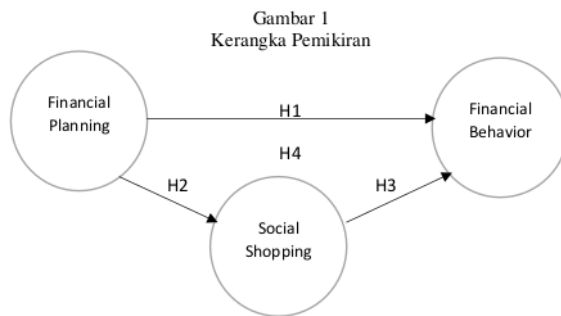 Gambar 1
Kerangka Pemikiran
Financial
Planning
H1
Financial
Behavior
H4
H2
H3
Social
Shopping